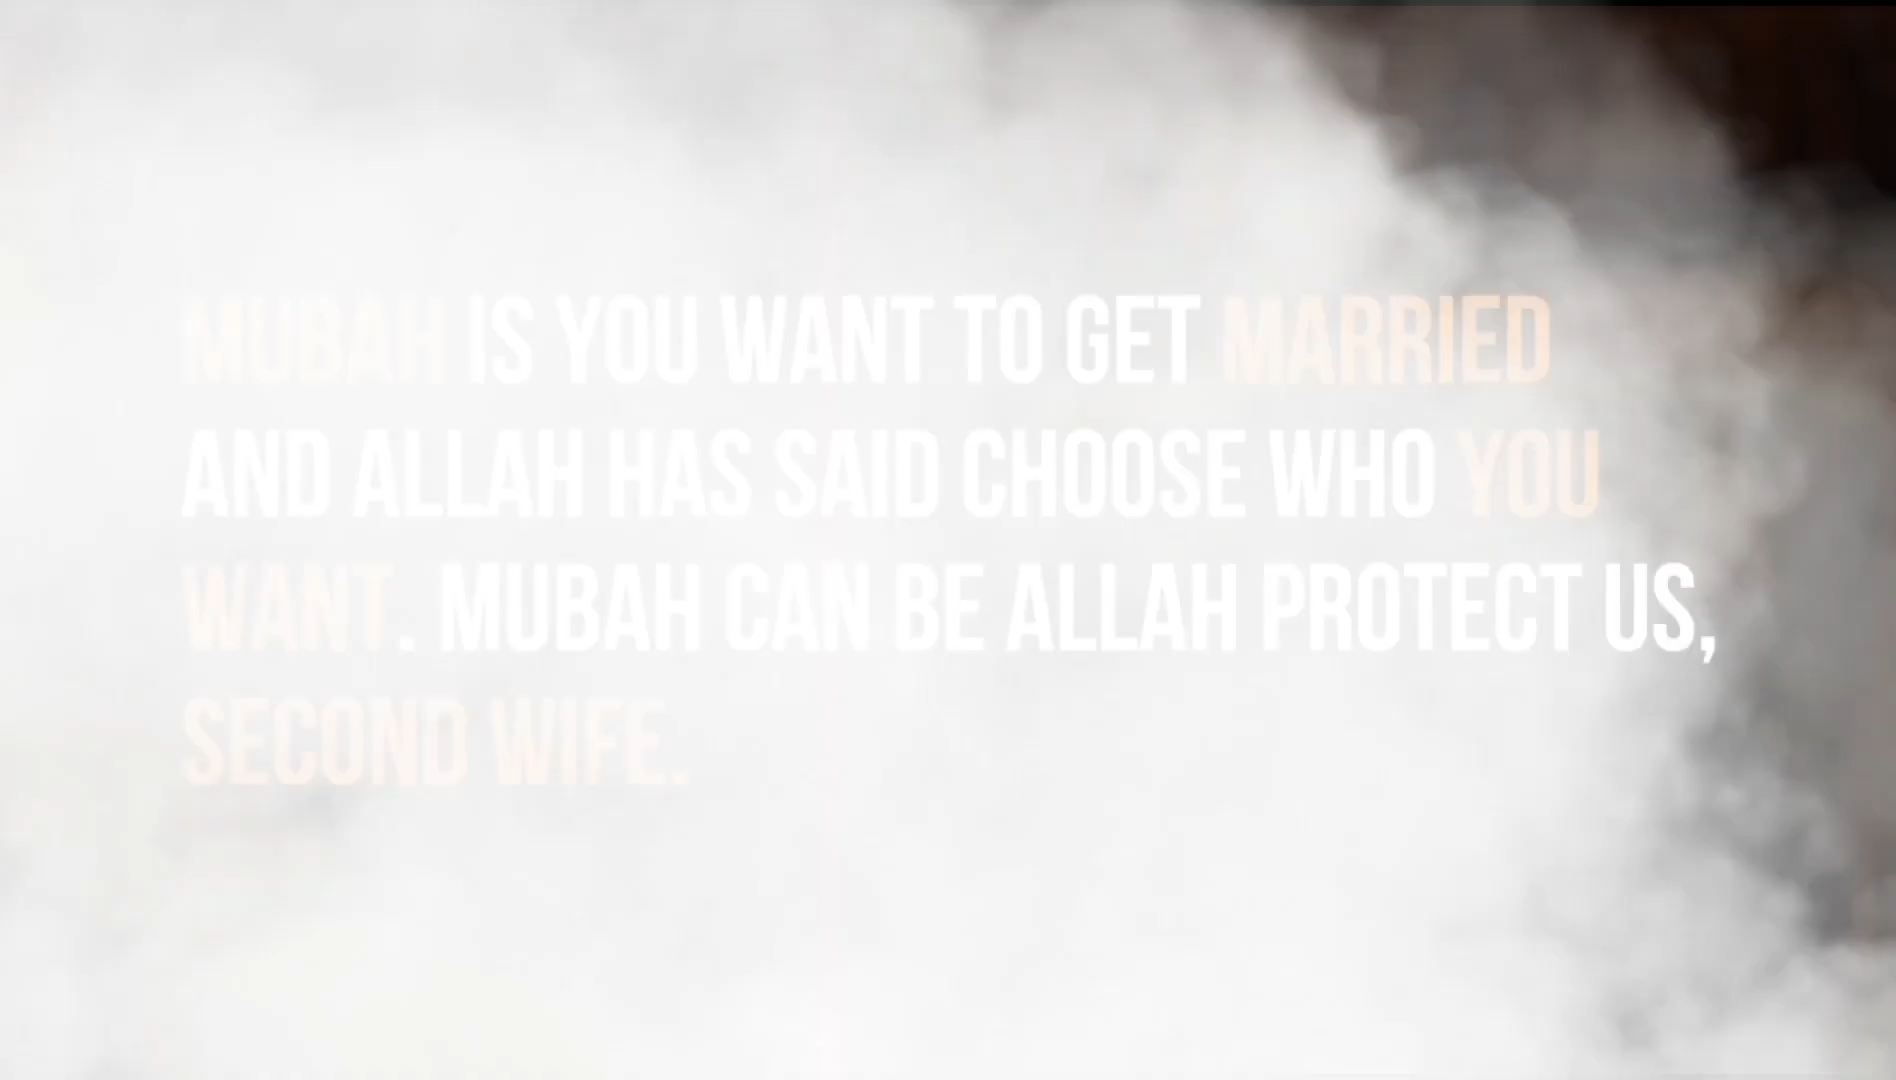 MUBAH IS YOU WANT TO GET MARRIED
AND ALLAH HAS SAID CHOOSE WHO YOU
WANT. MUBAH CAN BE ALLAH PROTECT US,
SECOND WIFE.